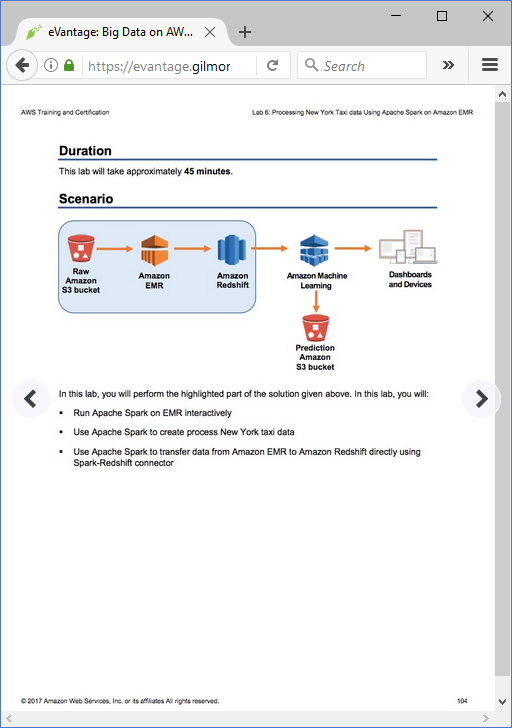 eVantage: Big Data on AW...
https://evantage.gilmor
Search
AWS Training and Certification
Lab 6: Processing New York Taxi data Using Apache Spark on Amazon EMR
Duration
This lab will take approximately 45 minutes.
Scenario
Raw
Amazon
S3 bucket
Amazon
EMR
Amazon
Redshift
Amazon Machine
Learning
Dashboards
and Devices
Prediction
Amazon
S3 bucket
In this lab, you will perform the highlighted part of the solution given above. In this lab, you will:
▪ Run Apache Spark on EMR interactively
▪ Use Apache Spark to create process New York taxi data
▪ Use Apache Spark to transfer data from Amazon EMR to Amazon Redshift directly using
Spark-Redshift connector
© 2017 Amazon Web Services, Inc. or its affiliates All rights reserved.
104